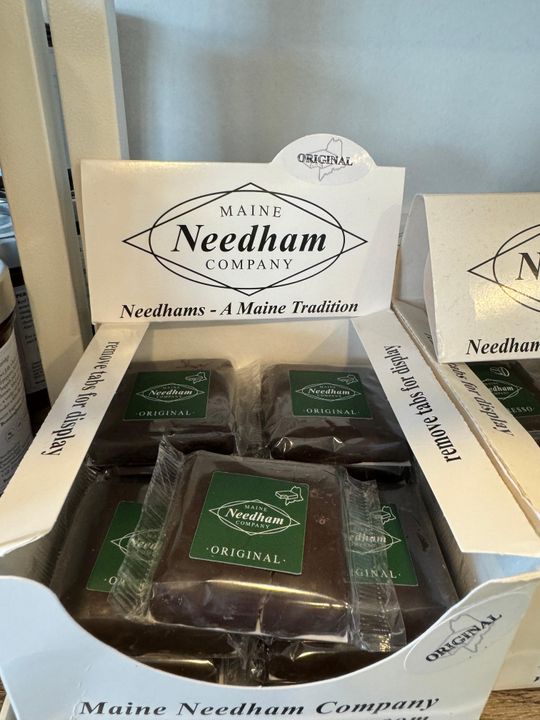 ORIGINAL
MAINE
Needham
COMPANY
Needhams - A Maine Tradition
remove tabs for display
remove tabs for display
MAINE
Needham
COMPANY
·ORIGINAL·
MAINE
Needham
COMPANY
·ORIGINAL·
MAINE
Needham
COMPANY
·ORIGINAL·
ORIGINAL
Maine Needham Company
Needham